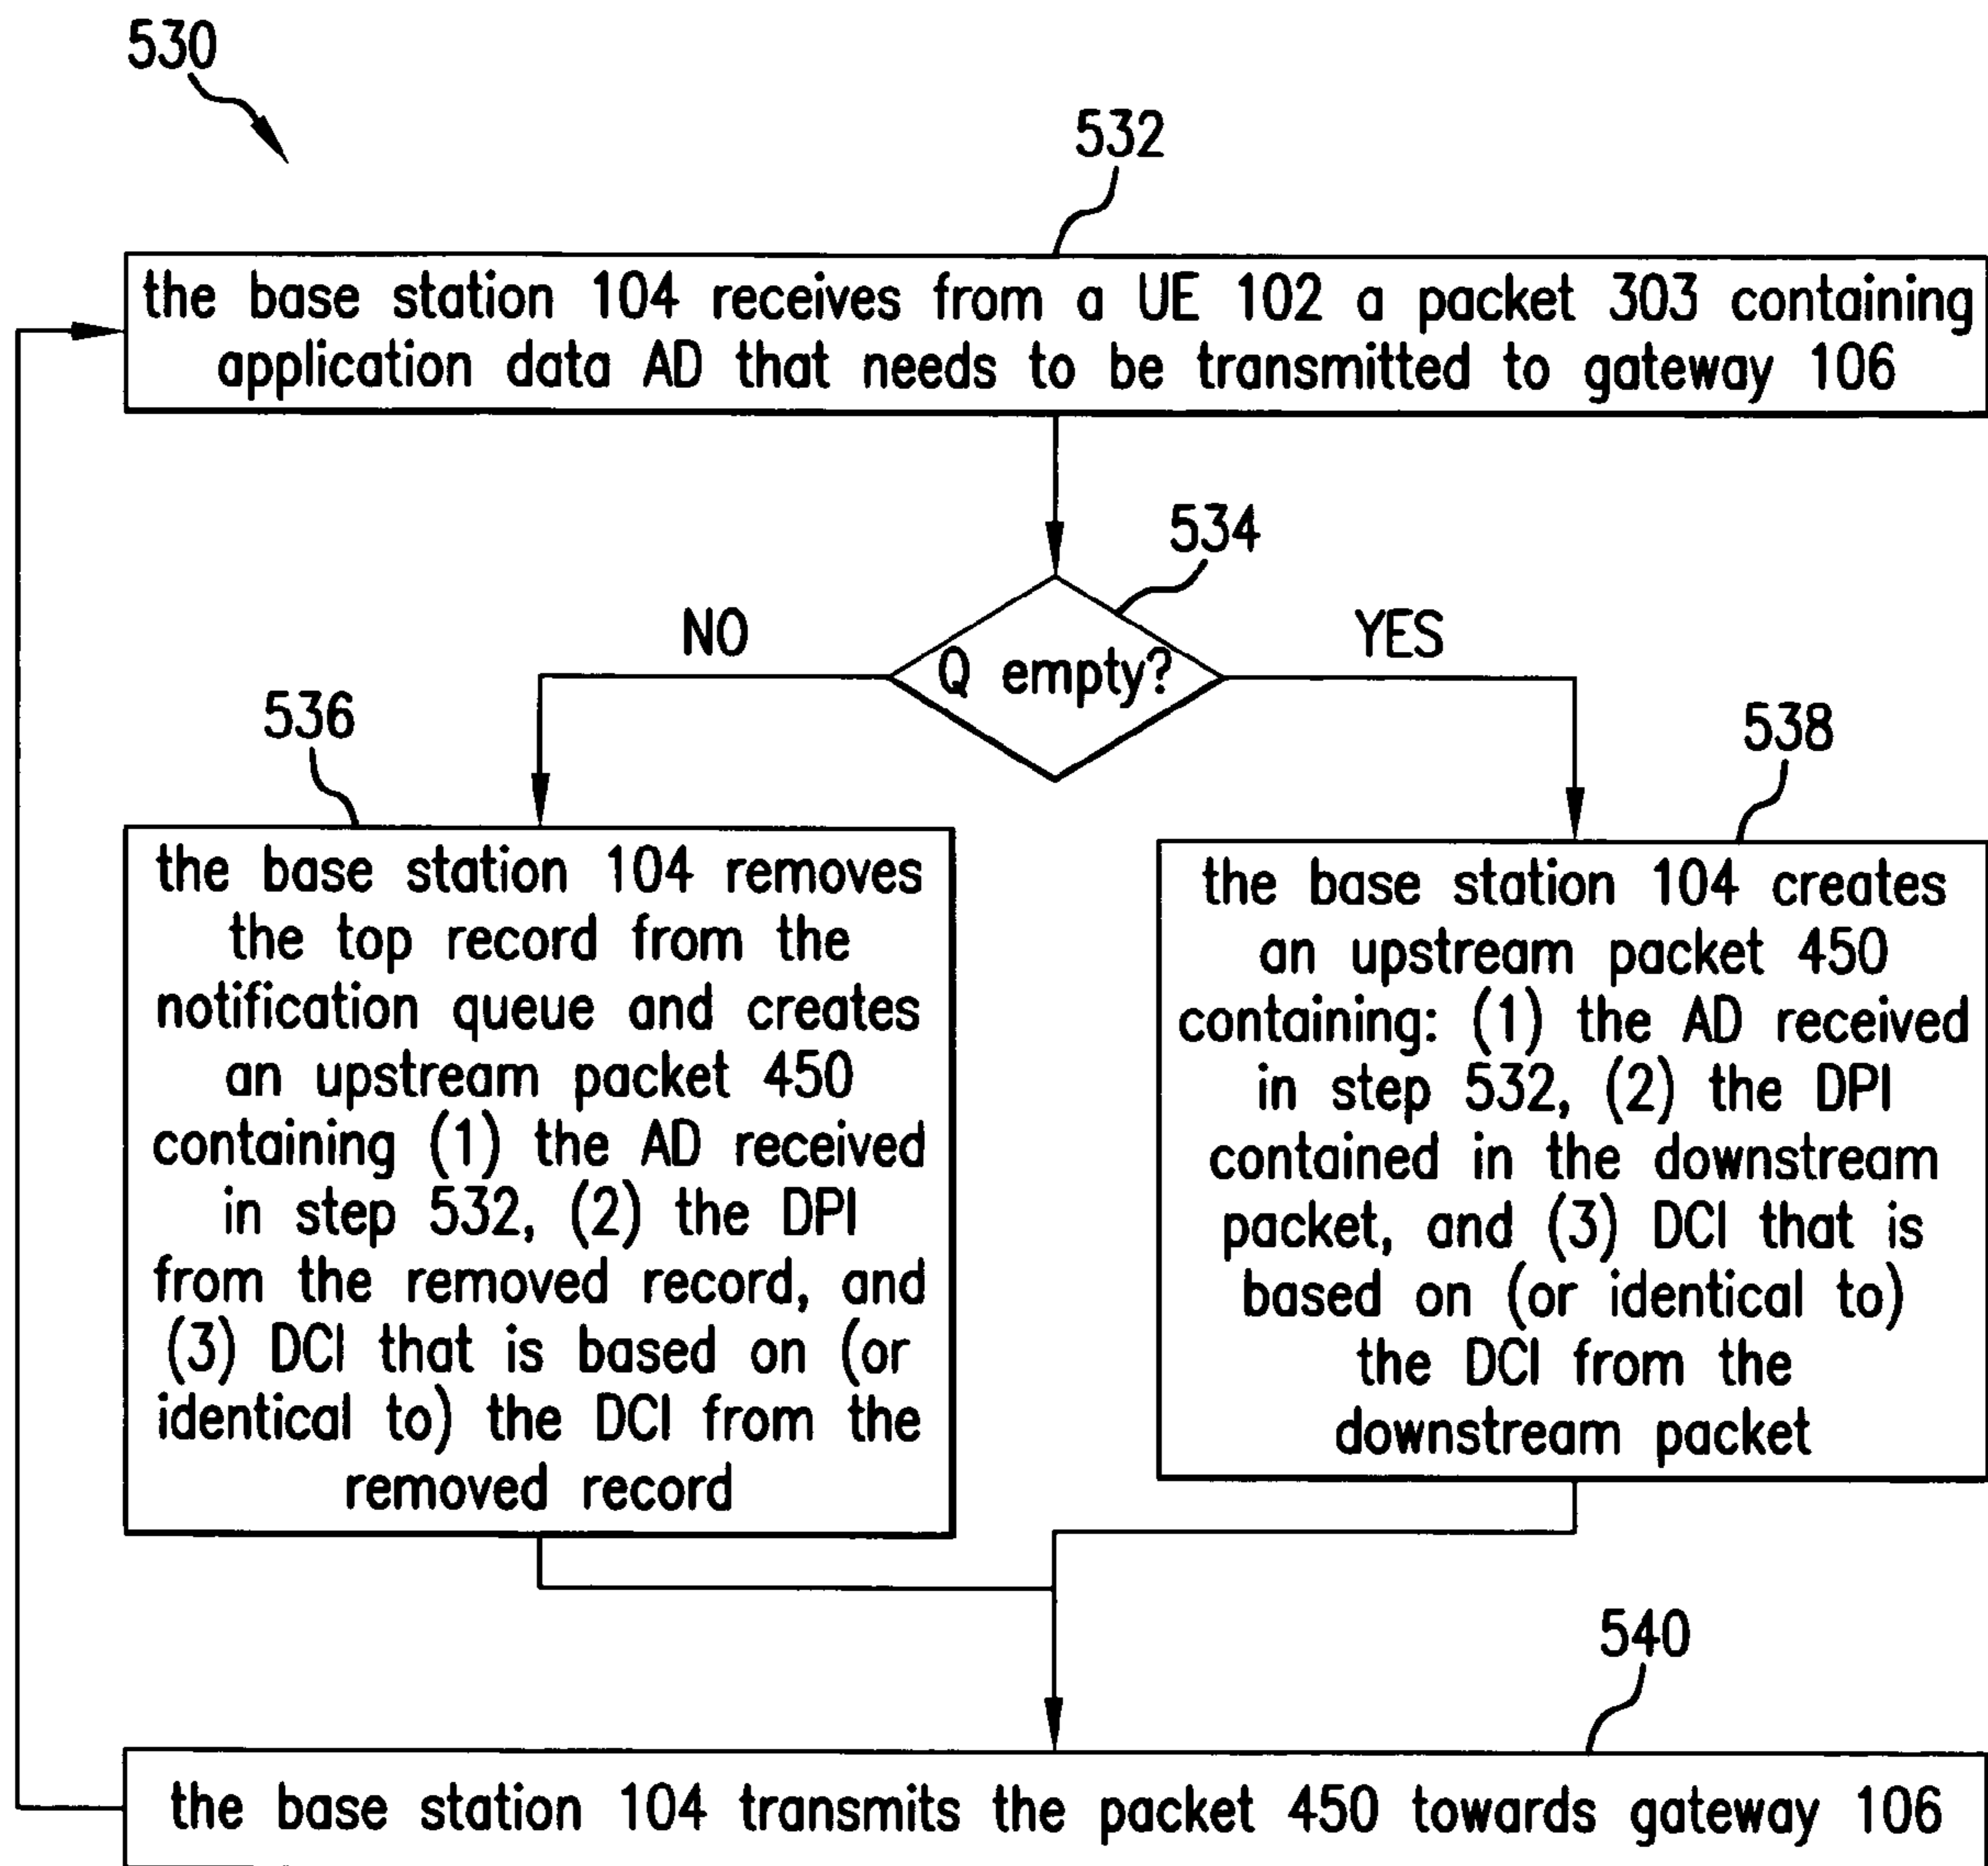 530
532
the base station 104 receives from a UE 102 a packet 303 containing
application data AD that needs to be transmitted to gateway 106
534
NO
YES
Q empty?
536
538
the base station 104 removes
the top record from the
notification queue and creates
an upstream packet 450
containing (1) the AD received
in step 532, (2) the DPI
from the removed record, and
(3) DCI that is based on (or
identical to) the DCI from the
removed record
the base station 104 creates
an upstream packet 450
containing: (1) the AD received
in step 532, (2) the DPI
contained in the downstream
packet, and (3) DCI that is
based on (or identical to)
the DCI from the
downstream packet
540
the base station 104 transmits the packet 450 towards gateway 106